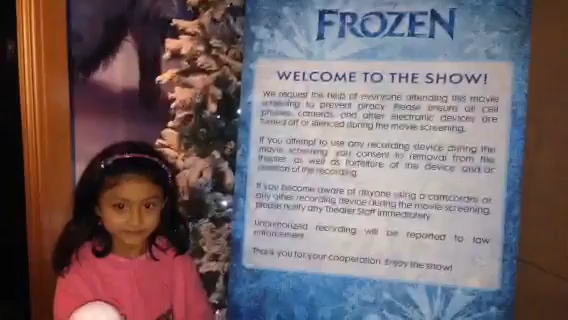 FROZEN
WELCOME TO THE SHOW!
We request the help of everyone attending this movie
screening to prevent piracy. Please ensure all cell
phones, cameras and other electronic devices are
turned off or silenced during the movie screening.
If you attempt to use any recording device during the
movie screening, you consent to removal from the
theater, as well as forfeiture of the device and/or
deletion of the recording.
If you become aware of anyone using a camcorder or
any other recording device during the movie screening,
please notify any Theater Staff immediately.
Unauthorized recording will be reported to law
enforcement.
Thank you for your cooperation. Enjoy the show!